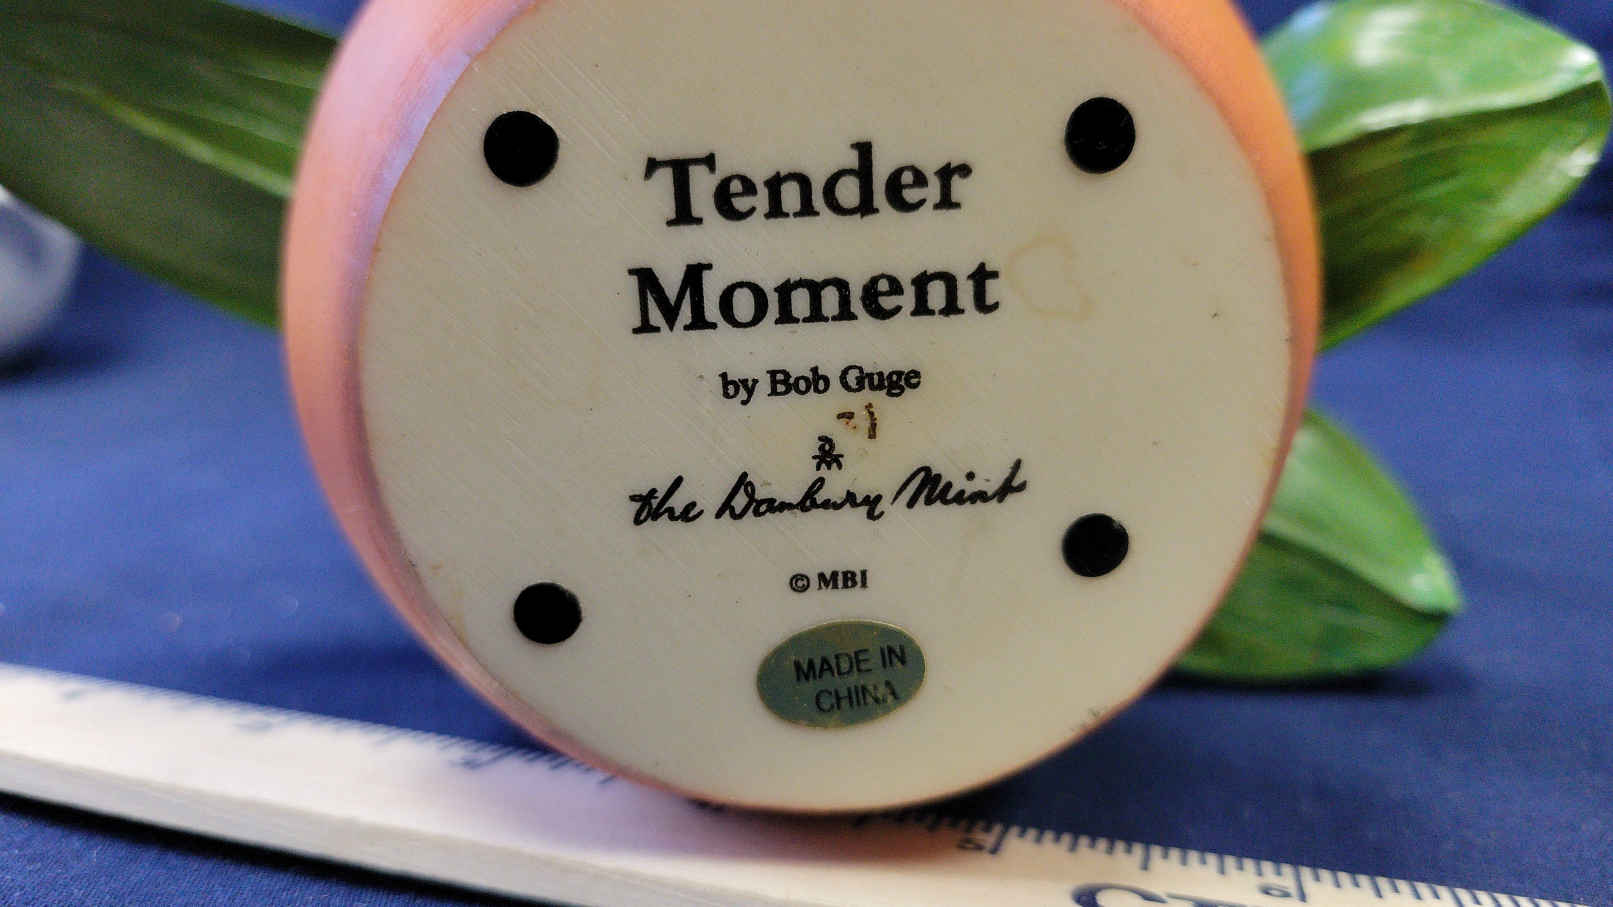 Tender
Moment
by Bob Guge
the Danbury Mint
© MBI
MADE IN
CHINA